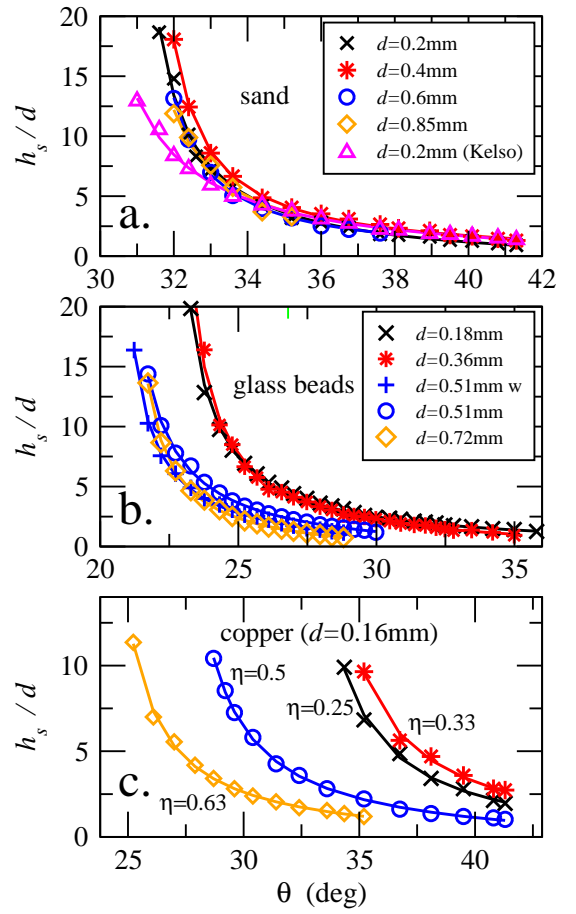 20
15
10
5
0
h_s / d
30 32 34 36 38 40 42
sand
a.
d=0.2mm
d=0.4mm
d=0.6mm
d=0.85mm
d=0.2mm (Kelso)
20
15
10
5
0
h_s / d
20 25 30 35
glass beads
b.
d=0.18mm
d=0.36mm
d=0.51mm w
d=0.51mm
d=0.72mm
10
5
0
h_s / d
copper (d=0.16mm)
η=0.5
η=0.25
η=0.33
η=0.63
c.
25 30 35 40
θ (deg)